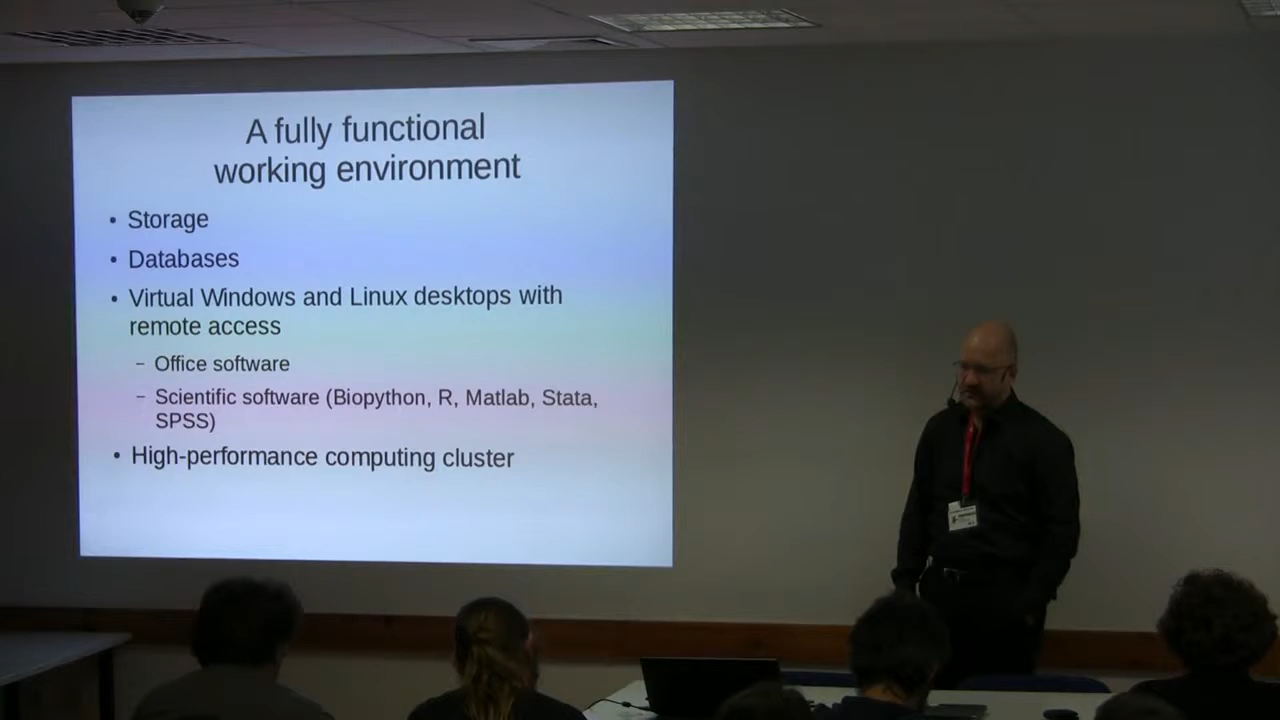 A fully functional
working environment
• Storage
• Databases
• Virtual Windows and Linux desktops with
remote access
– Office software
– Scientific software (Biopython, R, Matlab, Stata,
SPSS)
• High-performance computing cluster